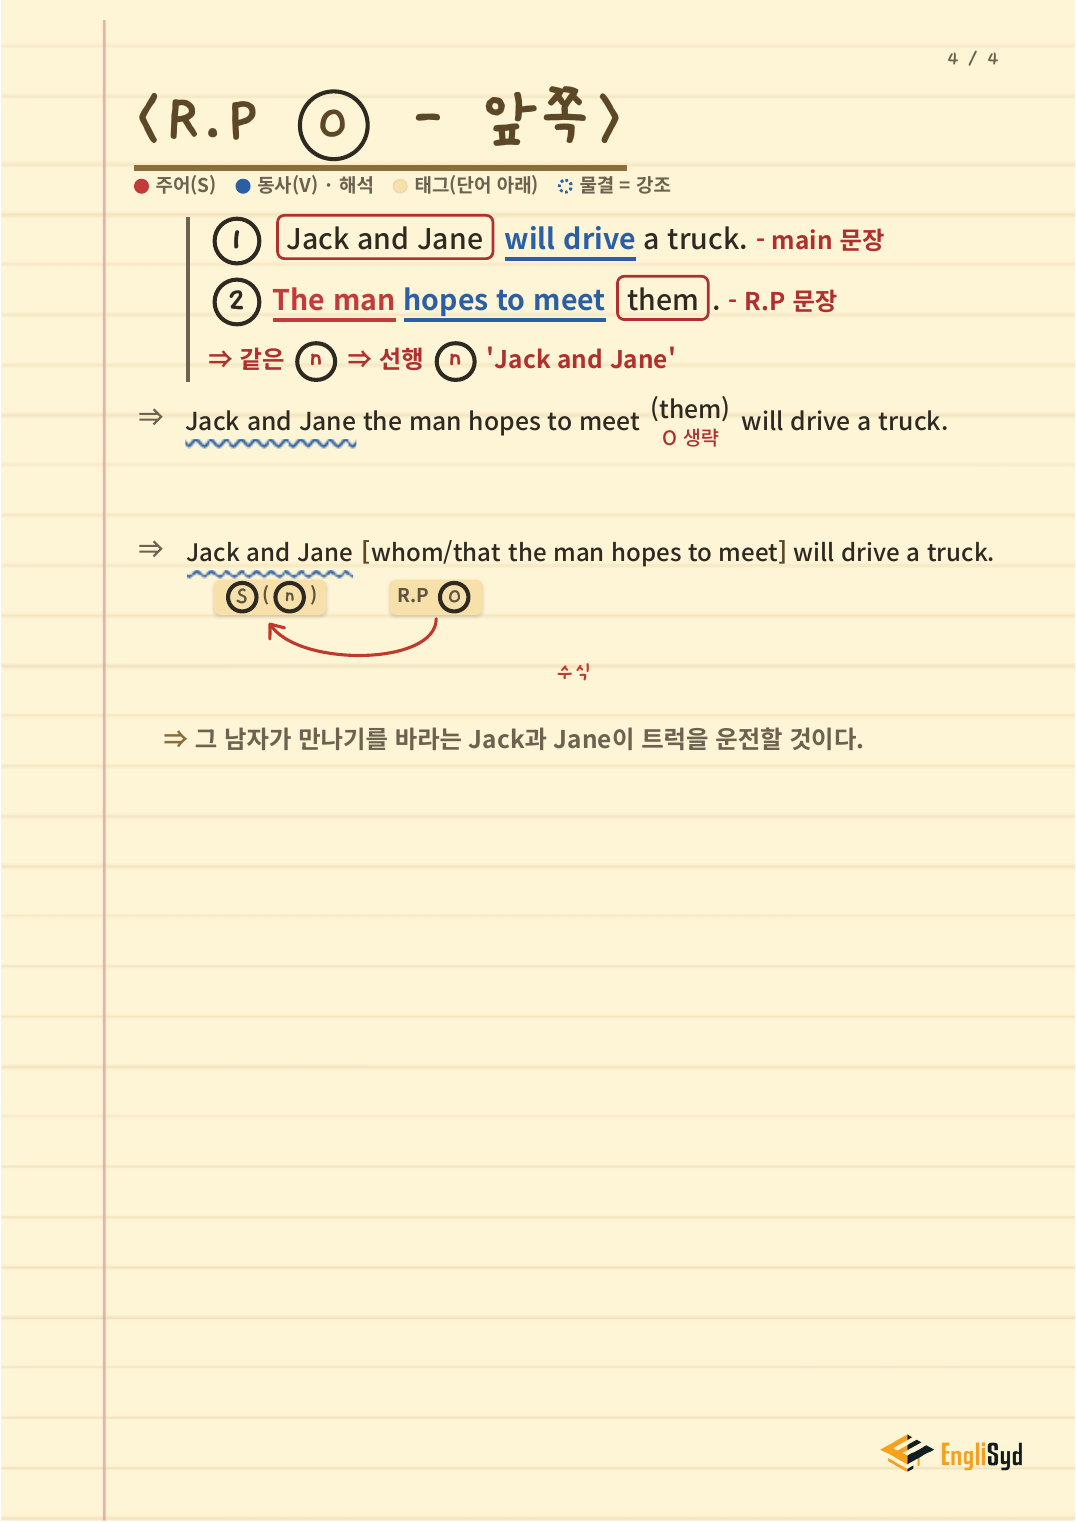 4 / 4
<R.P Ⓞ - 앞쪽>
주어(S) 동사(V) · 해석 태그(단어 아래) 물결 = 강조
① Jack and Jane will drive a truck. - main 문장
② The man hopes to meet them. - R.P 문장
⇒ 같은 ⓝ ⇒ 선행 ⓝ 'Jack and Jane'
⇒ Jack and Jane the man hopes to meet (them) will drive a truck.
O 생략
⇒ Jack and Jane [whom/that the man hopes to meet] will drive a truck.
Ⓢ(ⓝ) R.P Ⓞ
수식
⇒ 그 남자가 만나기를 바라는 Jack과 Jane이 트럭을 운전할 것이다.
EngliSyd